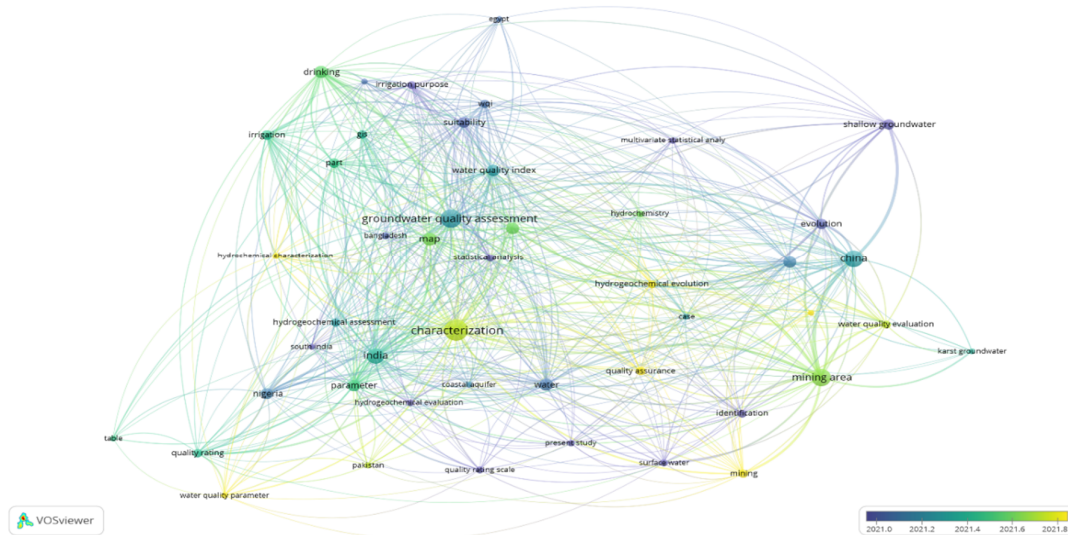 egypt
drinking
irrigation purpose
wqi
suitability
shallow groundwater
irrigation
gis
multivariate statistical analy
part
water quality index
groundwater quality assessment
hydrochemistry
evolution
bangladesh
map
hydrochemical characterization
statistical analysis
china
hydrogeochemical evolution
hydrogeochemical assessment
case
water quality evaluation
characterization
south india
india
karst groundwater
quality assurance
mining area
parameter
coastal aquifer
water
nigeria
hydrogeochemical evaluation
identification
table
present study
quality rating
pakistan
quality rating scale
surface water
mining
water quality parameter
VOSviewer
2021.0 2021.2 2021.4 2021.6 2021.8